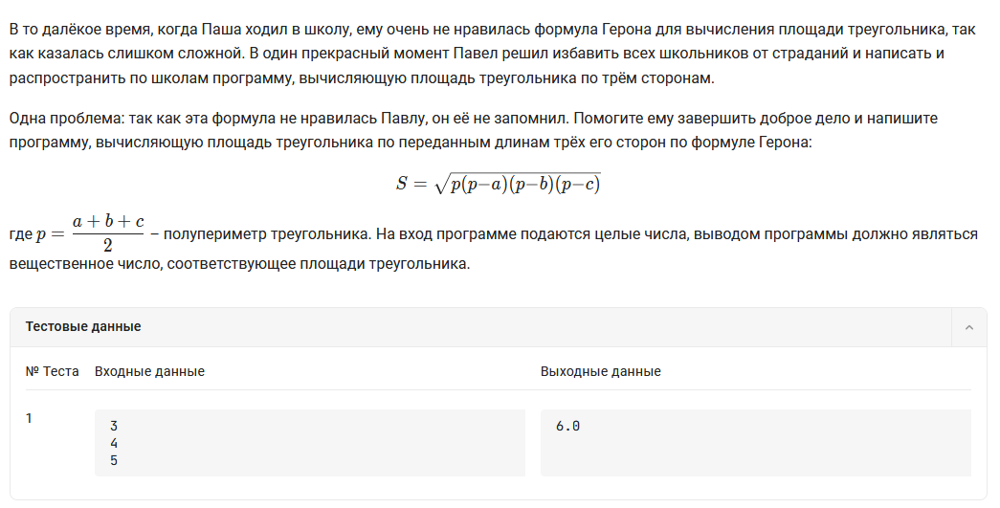 В то далёкое время, когда Паша ходил в школу, ему очень не нравилась формула Герона для вычисления площади треугольника, так
как казалась слишком сложной. В один прекрасный момент Павел решил избавить всех школьников от страданий и написать и
распространить по школам программу, вычисляющую площадь треугольника по трём сторонам.
Одна проблема: так как эта формула не нравилась Павлу, он её не запомнил. Помогите ему завершить доброе дело и напишите
программу, вычисляющую площадь треугольника по переданным длинам трёх его сторон по формуле Герона:
S = √p(p−a)(p−b)(p−c)
где p = a + b + c / 2 – полупериметр треугольника. На вход программе подаются целые числа, выводом программы должно являться
вещественное число, соответствующее площади треугольника.
Тестовые данные
№ Теста Входные данные Выходные данные
1
3 6.0
4
5